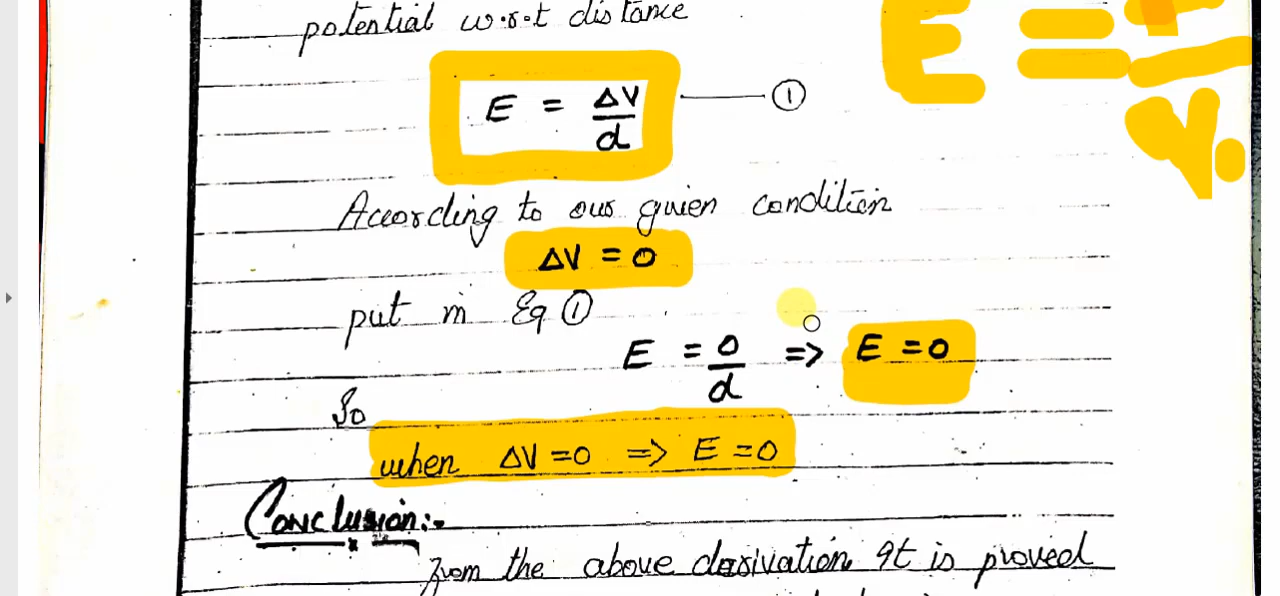 potential w.r.t distance
E =
V.
E = ΔV/d ①
According to our given condition
ΔV = 0
put in Eq ①
E = 0/d => E = 0
So
when ΔV = 0 => E = 0
Conclusion:-
from the above derivation It is proved